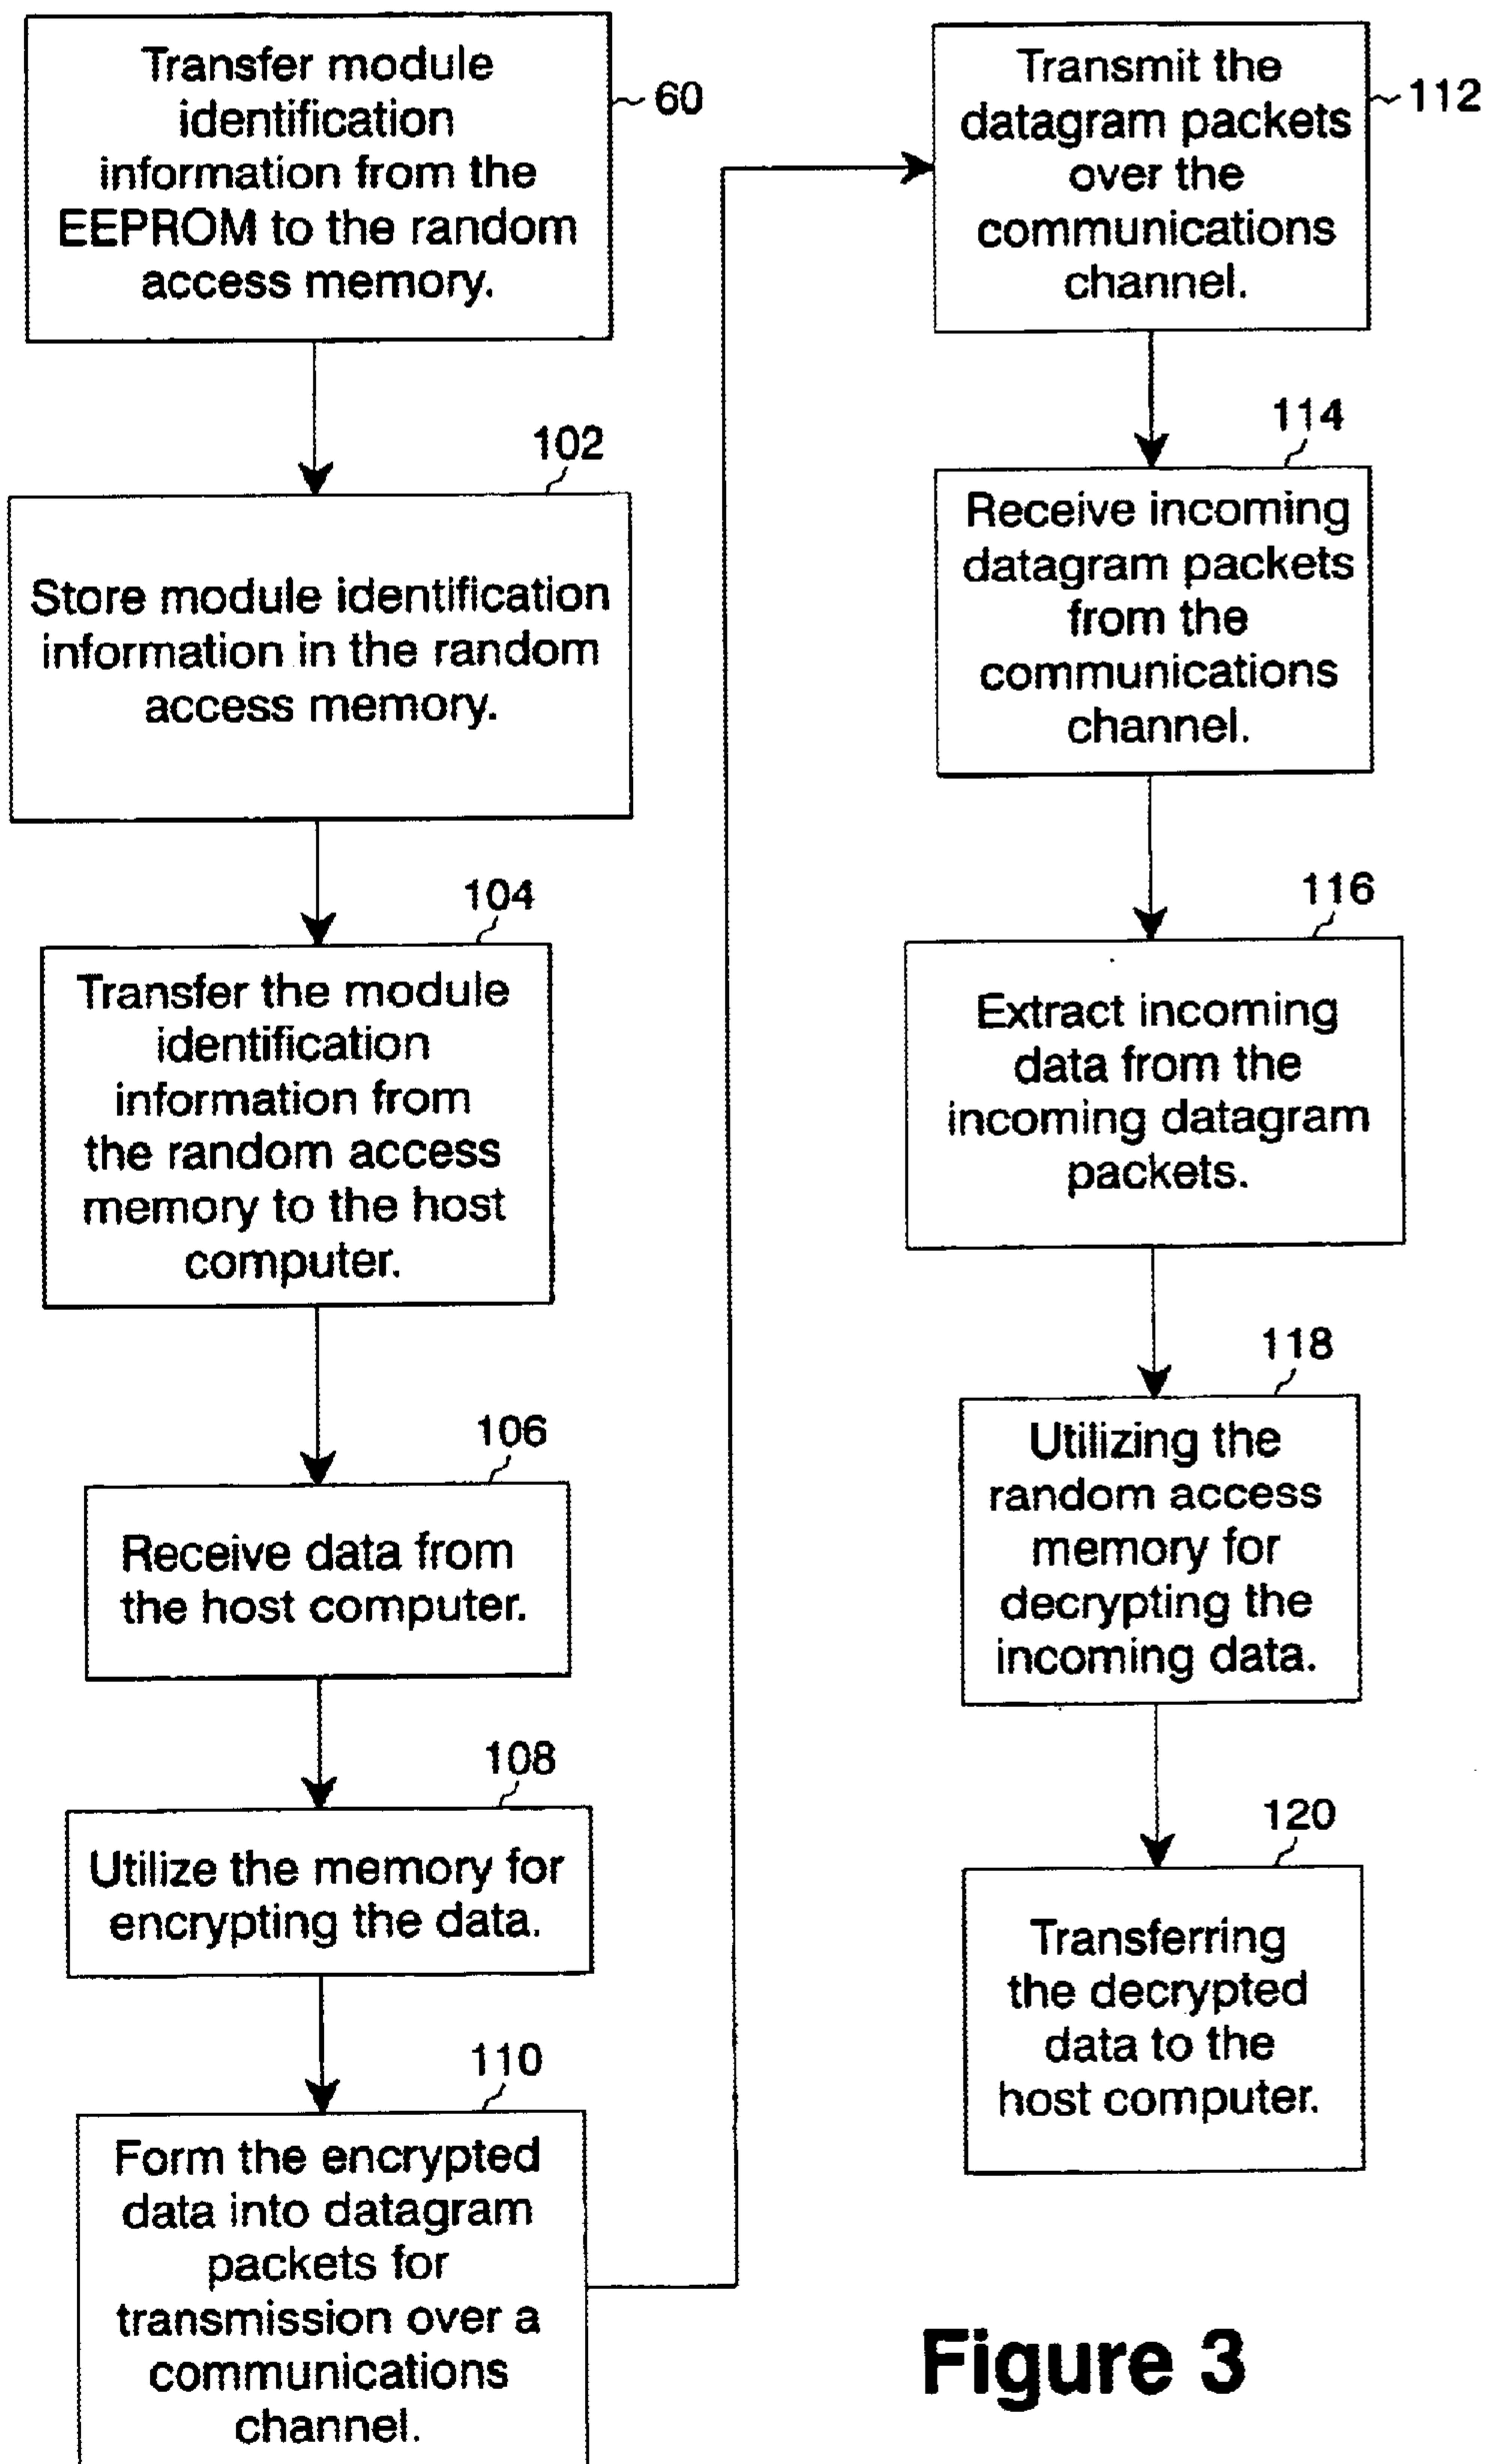 Transfer module
identification
information from the
EEPROM to the random
access memory.
60
102
Store module identification
information in the random
access memory.
104
Transfer the module
identification
information from
the random access
memory to the host
computer.
106
Receive data from
the host computer.
108
Utilize the memory for
encrypting the data.
110
Form the encrypted
data into datagram
packets for
transmission over a
communications
channel.
Transmit the
datagram packets
over the
communications
channel.
112
114
Receive incoming
datagram packets
from the
communications
channel.
116
Extract incoming
data from the
incoming datagram
packets.
118
Utilizing the
random access
memory for
decrypting the
incoming data.
120
Transferring
the decrypted
data to the
host computer.
Figure 3